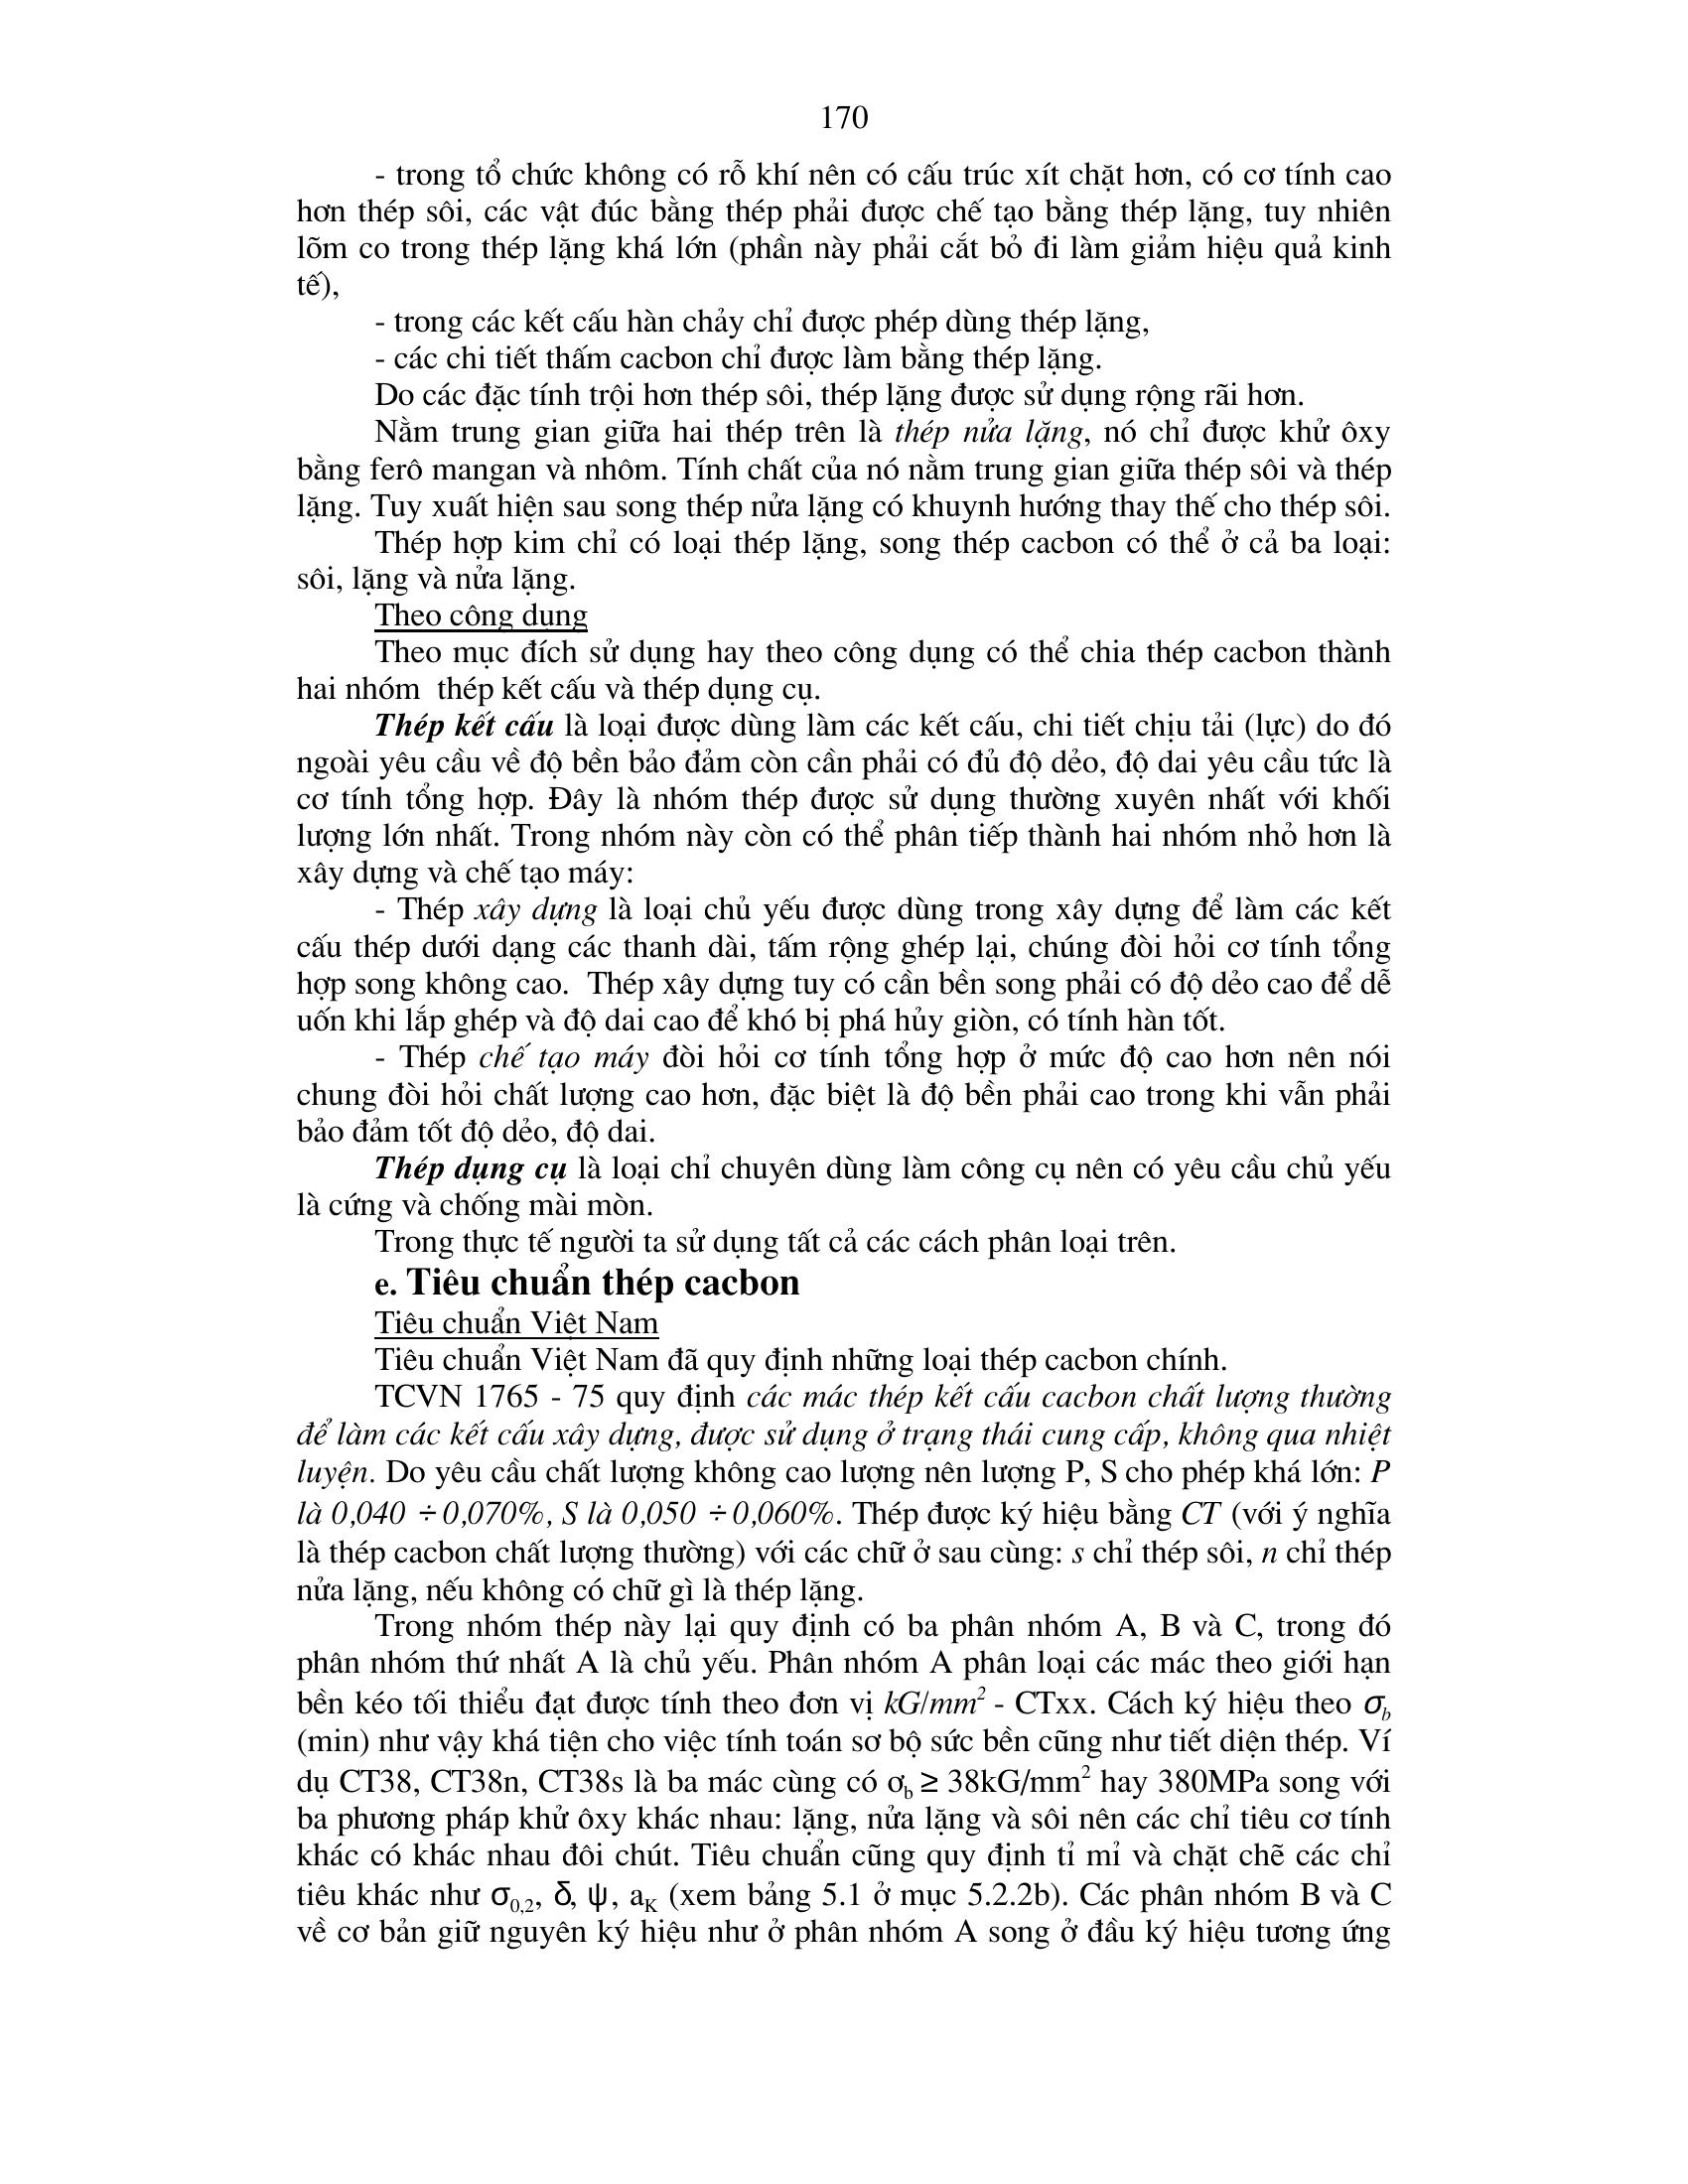 170
- trong tổ chức không có rỗ khí nên có cấu trúc xít chặt hơn, có cơ tính cao
hơn thép sôi, các vật đúc bằng thép phải được chế tạo bằng thép lặng, tuy nhiên
lõm co trong thép lặng khá lớn (phần này phải cắt bỏ đi làm giảm hiệu quả kinh
tế),
- trong các kết cấu hàn chảy chỉ được phép dùng thép lặng,
- các chi tiết thấm cacbon chỉ được làm bằng thép lặng.
Do các đặc tính trội hơn thép sôi, thép lặng được sử dụng rộng rãi hơn.
Nằm trung gian giữa hai thép trên là thép nửa lặng, nó chỉ được khử ôxy
bằng ferô mangan và nhôm. Tính chất của nó nằm trung gian giữa thép sôi và thép
lặng. Tuy xuất hiện sau song thép nửa lặng có khuynh hướng thay thế cho thép sôi.
Thép hợp kim chỉ có loại thép lặng, song thép cacbon có thể ở cả ba loại:
sôi, lặng và nửa lặng.
Theo công dụng
Theo mục đích sử dụng hay theo công dụng có thể chia thép cacbon thành
hai nhóm  thép kết cấu và thép dụng cụ.
Thép kết cấu là loại được dùng làm các kết cấu, chi tiết chịu tải (lực) do đó
ngoài yêu cầu về độ bền bảo đảm còn cần phải có đủ độ dẻo, độ dai yêu cầu tức là
cơ tính tổng hợp. Đây là nhóm thép được sử dụng thường xuyên nhất với khối
lượng lớn nhất. Trong nhóm này còn có thể phân tiếp thành hai nhóm nhỏ hơn là
xây dựng và chế tạo máy:
- Thép xây dựng là loại chủ yếu được dùng trong xây dựng để làm các kết
cấu thép dưới dạng các thanh dài, tấm rộng ghép lại, chúng đòi hỏi cơ tính tổng
hợp song không cao.  Thép xây dựng tuy có cần bền song phải có độ dẻo cao để dễ
uốn khi lắp ghép và độ dai cao để khó bị phá hủy giòn, có tính hàn tốt.
- Thép chế tạo máy đòi hỏi cơ tính tổng hợp ở mức độ cao hơn nên nói
chung đòi hỏi chất lượng cao hơn, đặc biệt là độ bền phải cao trong khi vẫn phải
bảo đảm tốt độ dẻo, độ dai.
Thép dụng cụ là loại chỉ chuyên dùng làm công cụ nên có yêu cầu chủ yếu
là cứng và chống mài mòn.
Trong thực tế người ta sử dụng tất cả các cách phân loại trên.
e. Tiêu chuẩn thép cacbon
Tiêu chuẩn Việt Nam
Tiêu chuẩn Việt Nam đã quy định những loại thép cacbon chính.
TCVN 1765 - 75 quy định các mác thép kết cấu cacbon chất lượng thường
để làm các kết cấu xây dựng, được sử dụng ở trạng thái cung cấp, không qua nhiệt
luyện. Do yêu cầu chất lượng không cao lượng nên lượng P, S cho phép khá lớn: P
là 0,040 ÷ 0,070%, S là 0,050 ÷ 0,060%. Thép được ký hiệu bằng CT (với ý nghĩa
là thép cacbon chất lượng thường) với các chữ ở sau cùng: s chỉ thép sôi, n chỉ thép
nửa lặng, nếu không có chữ gì là thép lặng.
Trong nhóm thép này lại quy định có ba phân nhóm A, B và C, trong đó
phân nhóm thứ nhất A là chủ yếu. Phân nhóm A phân loại các mác theo giới hạn
bền kéo tối thiểu đạt được tính theo đơn vị kG/mm² - CTxx. Cách ký hiệu theo σb
(min) như vậy khá tiện cho việc tính toán sơ bộ sức bền cũng như tiết diện thép. Ví
dụ CT38, CT38n, CT38s là ba mác cùng có σb ≥ 38kG/mm² hay 380MPa song với
ba phương pháp khử ôxy khác nhau: lặng, nửa lặng và sôi nên các chỉ tiêu cơ tính
khác có khác nhau đôi chút. Tiêu chuẩn cũng quy định tỉ mỉ và chặt chẽ các chỉ
tiêu khác như σ0,2, δ, ψ, aK (xem bảng 5.1 ở mục 5.2.2b). Các phân nhóm B và C
về cơ bản giữ nguyên ký hiệu như ở phân nhóm A song ở đầu ký hiệu tương ứng